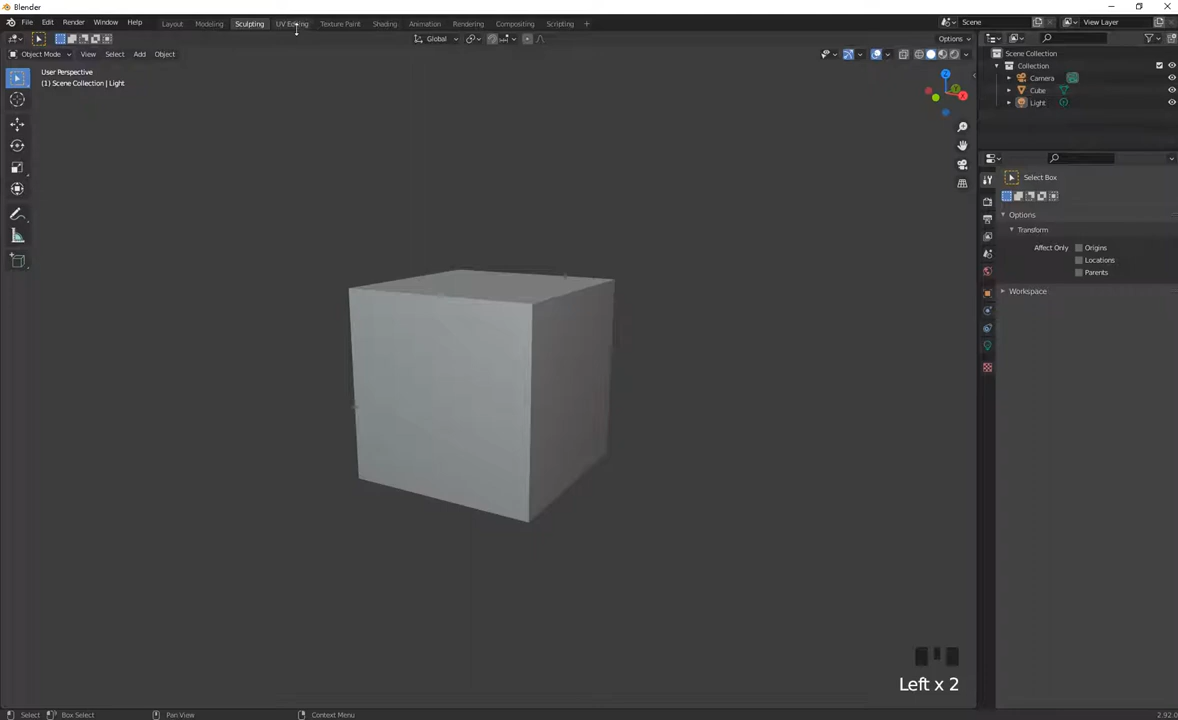 Blender
File Edit Render Window Help Layout Modeling Sculpting UV Editing Texture Paint Shading Animation Rendering Compositing Scripting + Scene View Layer
Global Options
Object Mode View Select Add Object
User Perspective
(1) Scene Collection | Light
Scene Collection
Collection
Camera
Cube
Light
Select Box
Options
Transform
Affect Only Origins
Locations
Parents
Workspace
Left x 2
Select Box Select Pan View Context Menu 2.92.0